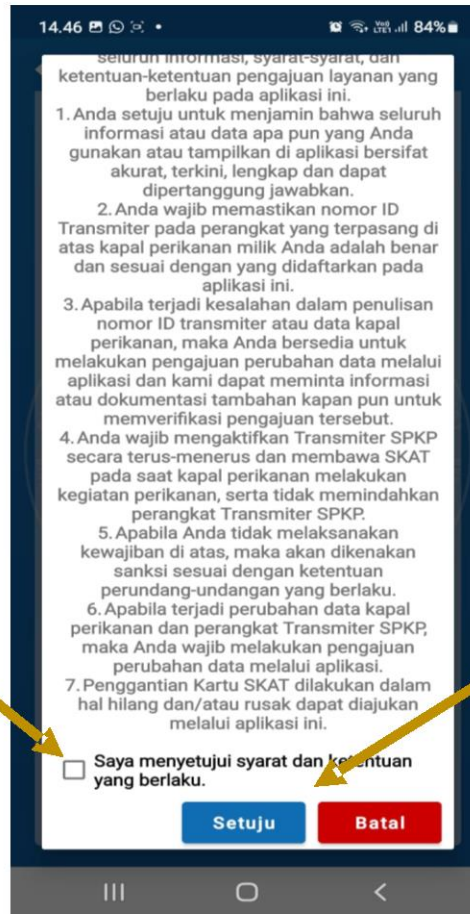 14.46
84%
seluruh informasi, syarat-syarat, dan
ketentuan-ketentuan pengajuan layanan yang
berlaku pada aplikasi ini.
1. Anda setuju untuk menjamin bahwa seluruh
informasi atau data apa pun yang Anda
gunakan atau tampilkan di aplikasi bersifat
akurat, terkini, lengkap dan dapat
dipertanggung jawabkan.
2. Anda wajib memastikan nomor ID
Transmiter pada perangkat yang terpasang di
atas kapal perikanan milik Anda adalah benar
dan sesuai dengan yang didaftarkan pada
aplikasi ini.
3. Apabila terjadi kesalahan dalam penulisan
nomor ID transmiter atau data kapal
perikanan, maka Anda bersedia untuk
melakukan pengajuan perubahan data melalui
aplikasi dan kami dapat meminta informasi
atau dokumentasi tambahan kapan pun untuk
memverifikasi pengajuan tersebut.
4. Anda wajib mengaktifkan Transmiter SPKP
secara terus-menerus dan membawa SKAT
pada saat kapal perikanan melakukan
kegiatan perikanan, serta tidak memindahkan
perangkat Transmiter SPKP.
5. Apabila Anda tidak melaksanakan
kewajiban di atas, maka akan dikenakan
sanksi sesuai dengan ketentuan
perundang-undangan yang berlaku.
6. Apabila terjadi perubahan data kapal
perikanan dan perangkat Transmiter SPKP,
maka Anda wajib melakukan pengajuan
perubahan data melalui aplikasi.
7. Penggantian Kartu SKAT dilakukan dalam
hal hilang dan/atau rusak dapat diajukan
melalui aplikasi ini.
Saya menyetujui syarat dan ketentuan
yang berlaku.
Setuju
Batal